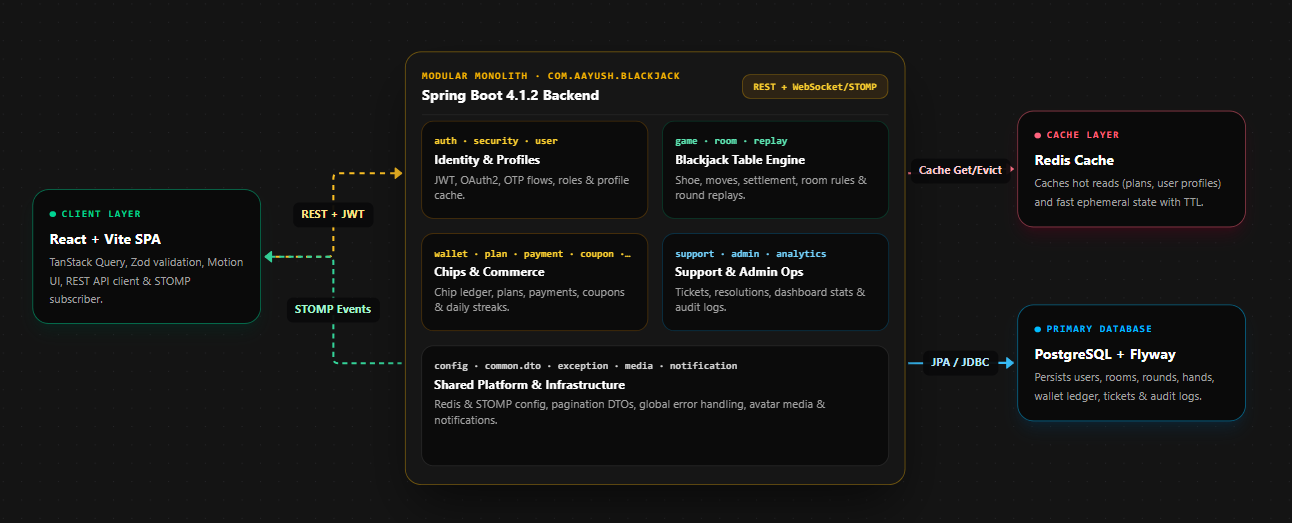 MODULAR MONOLITH · COM.AAYUSH.BLACKJACK
Spring Boot 4.1.2 Backend
REST + WebSocket/STOMP
auth · security · user
Identity & Profiles
JWT, OAuth2, OTP flows, roles & profile
cache.
game · room · replay
Blackjack Table Engine
Shoe, moves, settlement, room rules &
round replays.
wallet · plan · payment · coupon ·…
Chips & Commerce
Chip ledger, plans, payments, coupons
& daily streaks.
support · admin · analytics
Support & Admin Ops
Tickets, resolutions, dashboard stats &
audit logs.
config · common.dto · exception · media · notification
Shared Platform & Infrastructure
Redis & STOMP config, pagination DTOs, global error handling, avatar media &
notifications.
CLIENT LAYER
React + Vite SPA
TanStack Query, Zod validation, Motion
UI, REST API client & STOMP
subscriber.
REST + JWT
STOMP Events
Cache Get/Evict
JPA / JDBC
CACHE LAYER
Redis Cache
Caches hot reads (plans, user profiles)
and fast ephemeral state with TTL.
PRIMARY DATABASE
PostgreSQL + Flyway
Persists users, rooms, rounds, hands,
wallet ledger, tickets & audit logs.